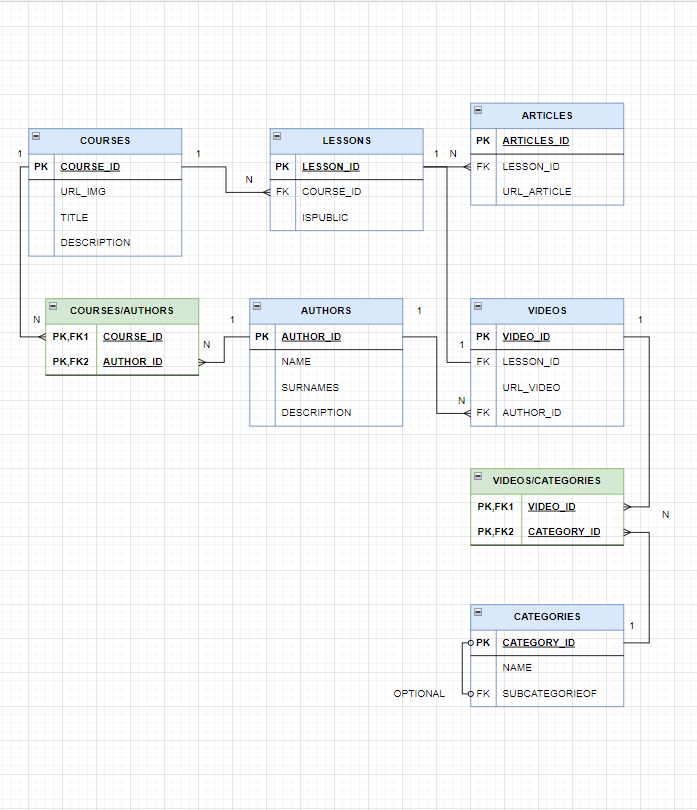 ARTICLES
PK ARTICLES_ID
FK LESSON_ID
URL_ARTICLE
COURSES
PK COURSE_ID
URL_IMG
TITLE
DESCRIPTION
1
1
N
LESSONS
PK LESSON_ID
FK COURSE_ID
ISPUBLIC
1 N
COURSES/AUTHORS
PK,FK1 COURSE_ID
PK,FK2 AUTHOR_ID
N
N
1
AUTHORS
PK AUTHOR_ID
NAME
SURNAMES
DESCRIPTION
1
1
N
VIDEOS
PK VIDEO_ID
FK LESSON_ID
URL_VIDEO
FK AUTHOR_ID
1
VIDEOS/CATEGORIES
PK,FK1 VIDEO_ID
PK,FK2 CATEGORY_ID
N
CATEGORIES
PK CATEGORY_ID
NAME
FK SUBCATEGORIEOF
1
OPTIONAL